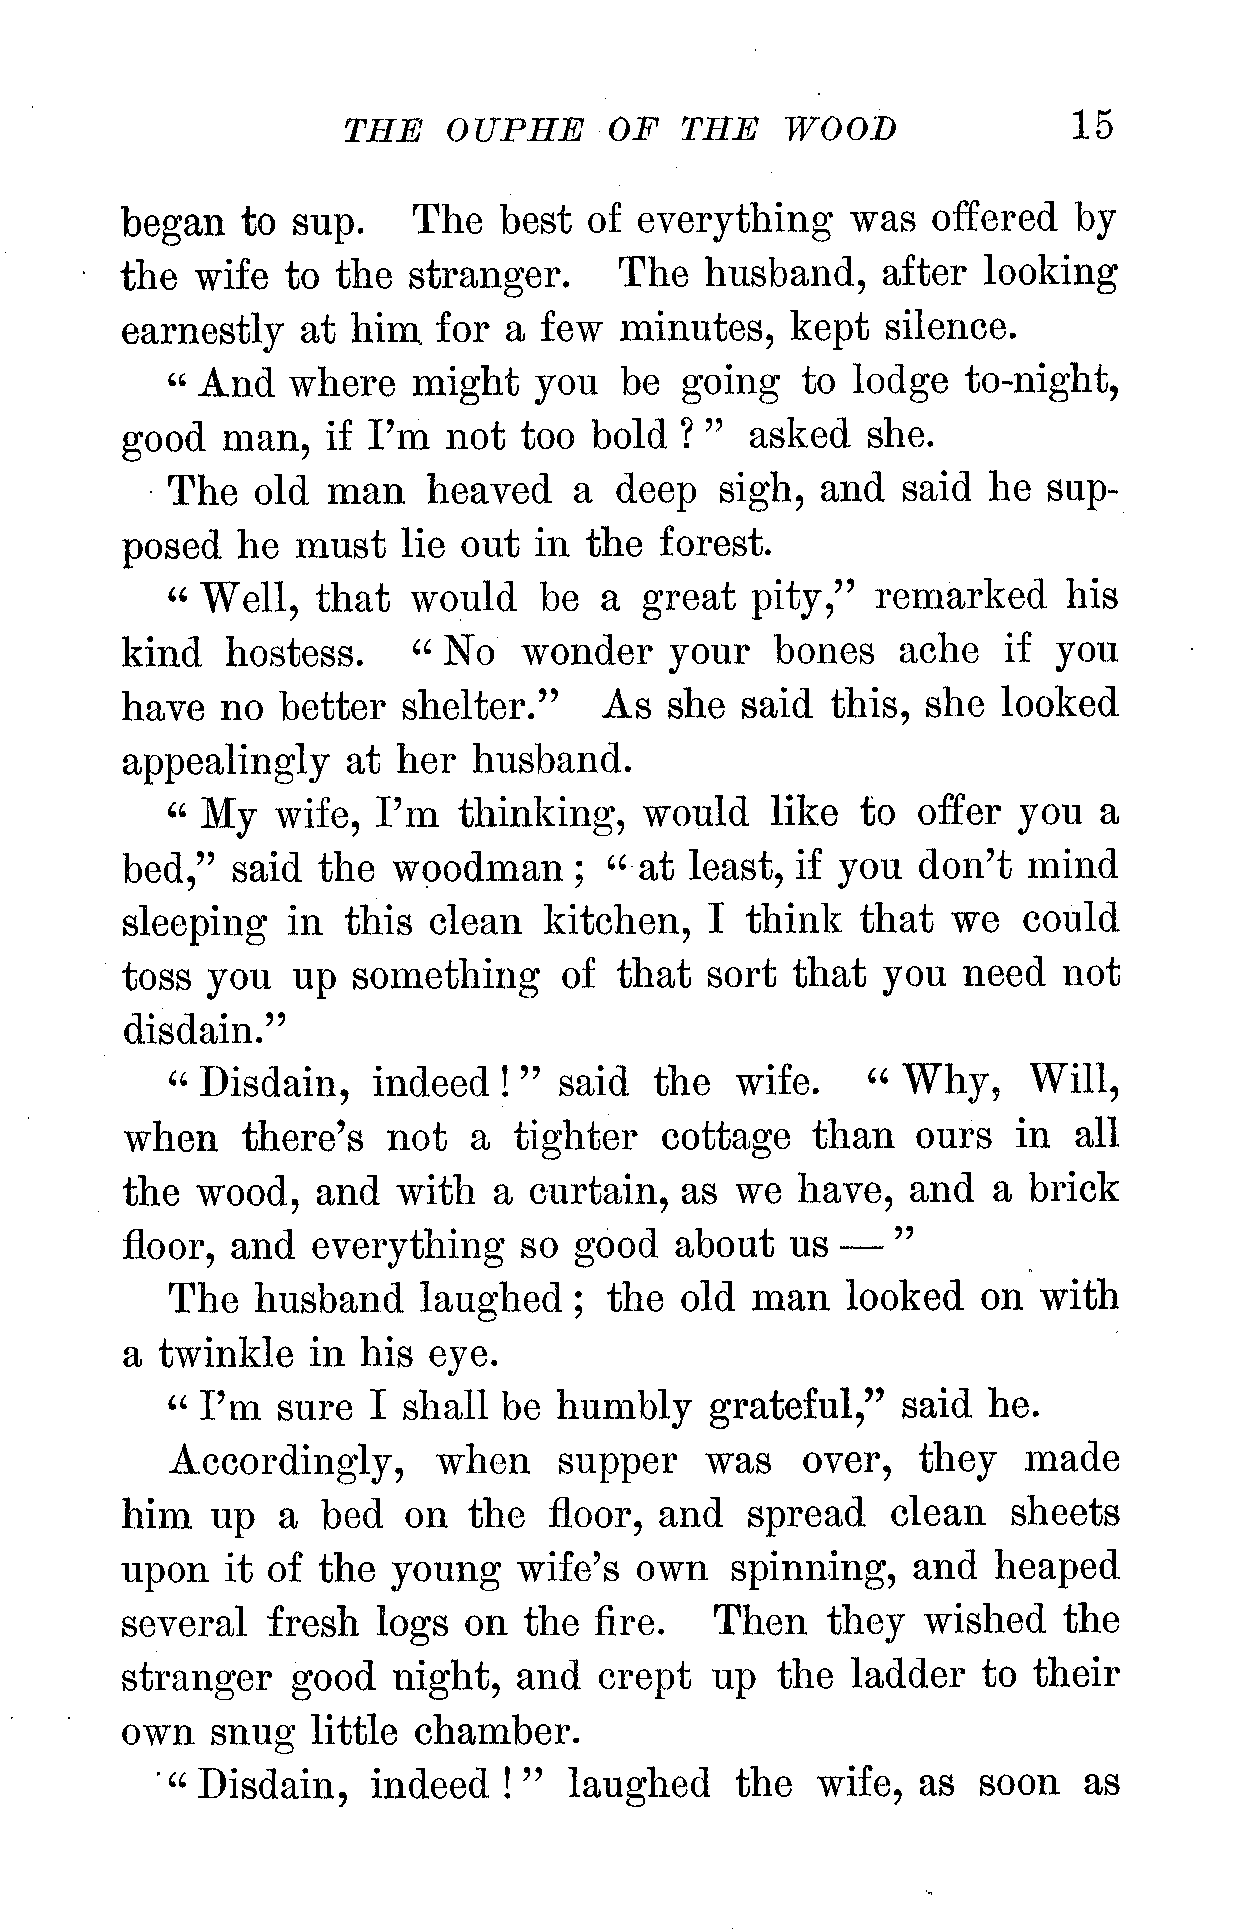 THE OUPHE OF THE WOOD 15
began to sup. The best of everything was offered by
the wife to the stranger. The husband, after looking
earnestly at him for a few minutes, kept silence.
“ And where might you be going to lodge to-night,
good man, if I’m not too bold ? ” asked she.
The old man heaved a deep sigh, and said he sup-
posed he must lie out in the forest.
“ Well, that would be a great pity,” remarked his
kind hostess. “ No wonder your bones ache if you
have no better shelter.” As she said this, she looked
appealingly at her husband.
“ My wife, I’m thinking, would like to offer you a
bed,” said the woodman ; “ at least, if you don’t mind
sleeping in this clean kitchen, I think that we could
toss you up something of that sort that you need not
disdain.”
“ Disdain, indeed ! ” said the wife. “ Why, Will,
when there’s not a tighter cottage than ours in all
the wood, and with a curtain, as we have, and a brick
floor, and everything so good about us — ”
The husband laughed ; the old man looked on with
a twinkle in his eye.
“ I’m sure I shall be humbly grateful,” said he.
Accordingly, when supper was over, they made
him up a bed on the floor, and spread clean sheets
upon it of the young wife’s own spinning, and heaped
several fresh logs on the fire. Then they wished the
stranger good night, and crept up the ladder to their
own snug little chamber.
“ Disdain, indeed ! ” laughed the wife, as soon as